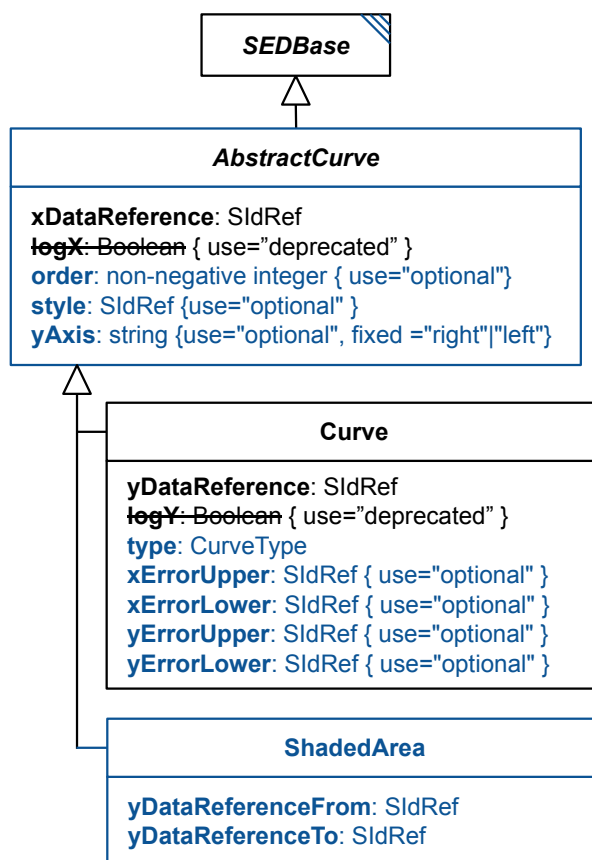 SEDBase
AbstractCurve
xDataReference: SIdRef
logX: Boolean { use=”deprecated” }
order: non-negative integer { use="optional"}
style: SIdRef {use="optional" }
yAxis: string {use="optional", fixed ="right"|"left"}
Curve
yDataReference: SIdRef
logY: Boolean { use=”deprecated” }
type: CurveType
xErrorUpper: SIdRef { use="optional" }
xErrorLower: SIdRef { use="optional" }
yErrorUpper: SIdRef { use="optional" }
yErrorLower: SIdRef { use="optional" }
ShadedArea
yDataReferenceFrom: SIdRef
yDataReferenceTo: SIdRef